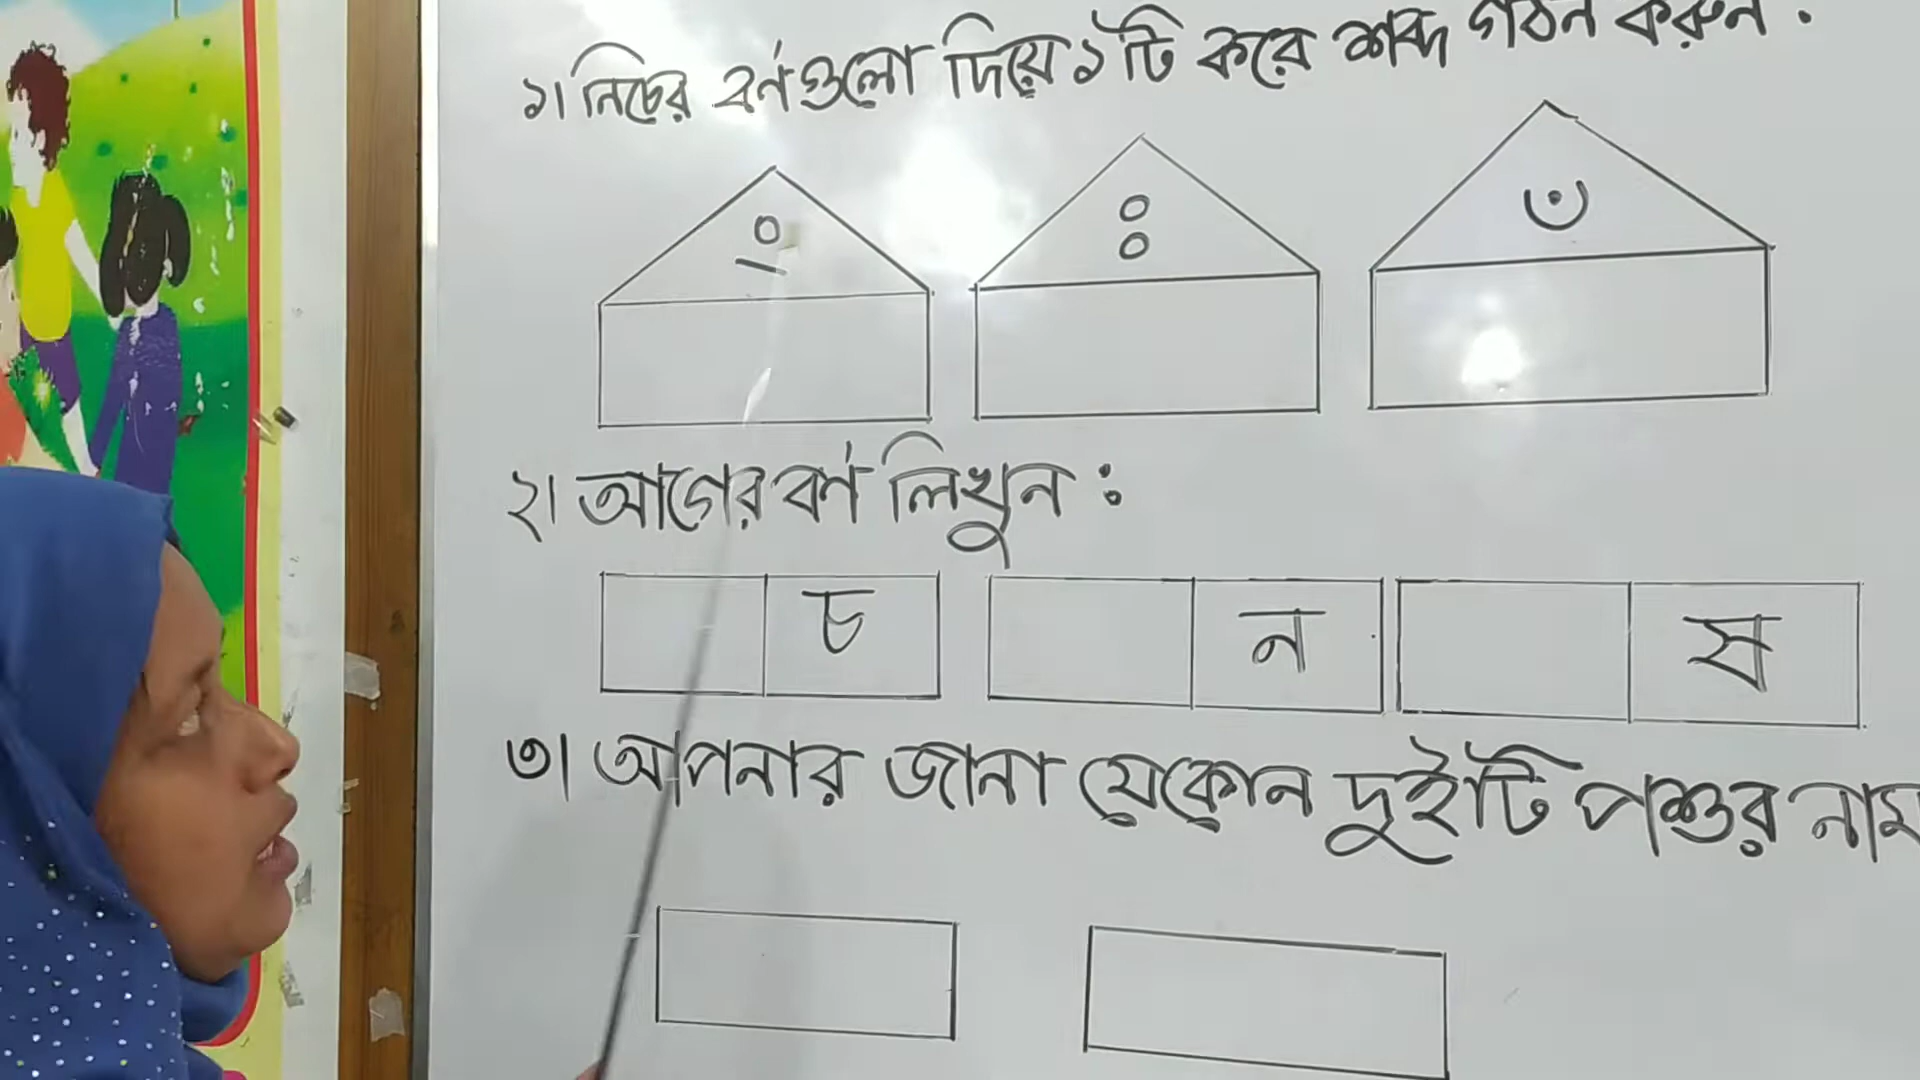 ১। নিচের বর্ণগুলো দিয়ে ১টি করে শব্দ গঠন করুন :
ং ঃ ঁ
২। আগের বর্ণ লিখুন :
চ ন ষ
৩। আপনার জানা যেকোন দুইটি পশুর নাম